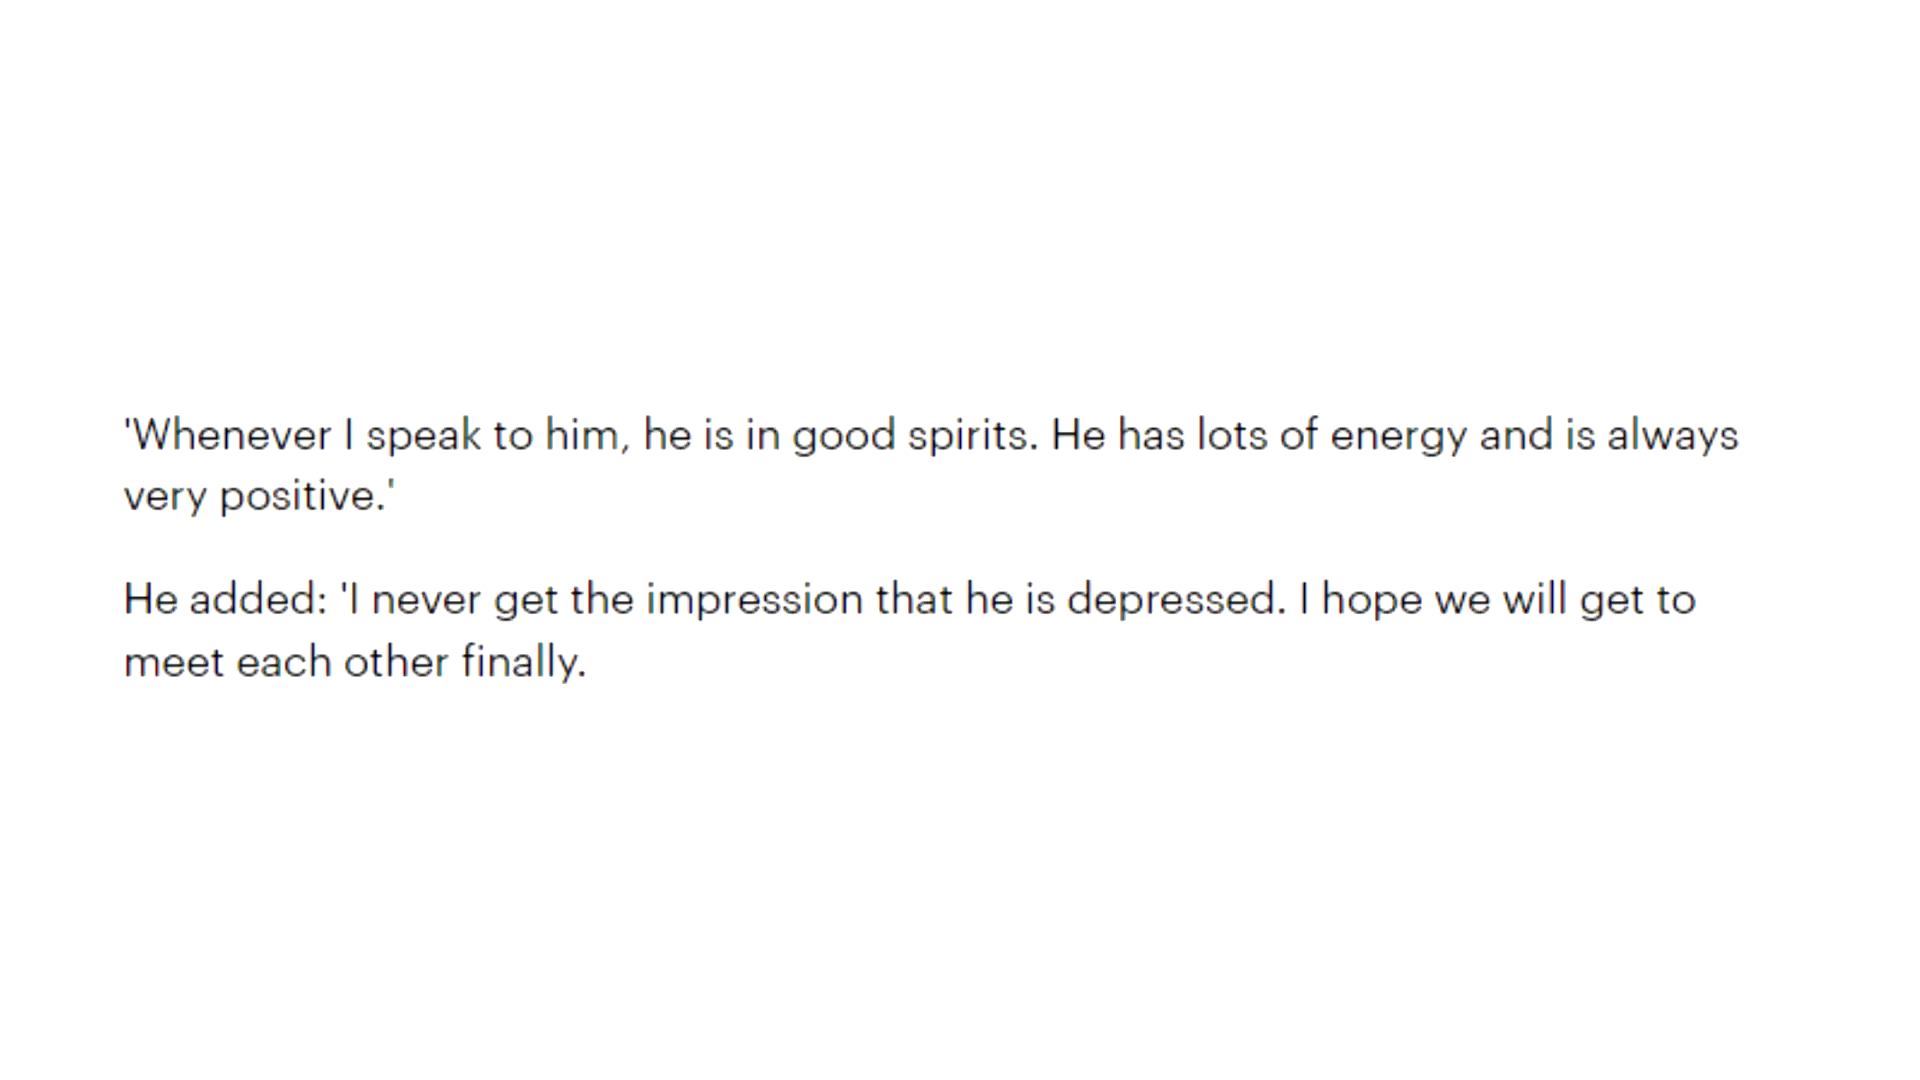 'Whenever I speak to him, he is in good spirits. He has lots of energy and is always
very positive.'
He added: 'I never get the impression that he is depressed. I hope we will get to
meet each other finally.